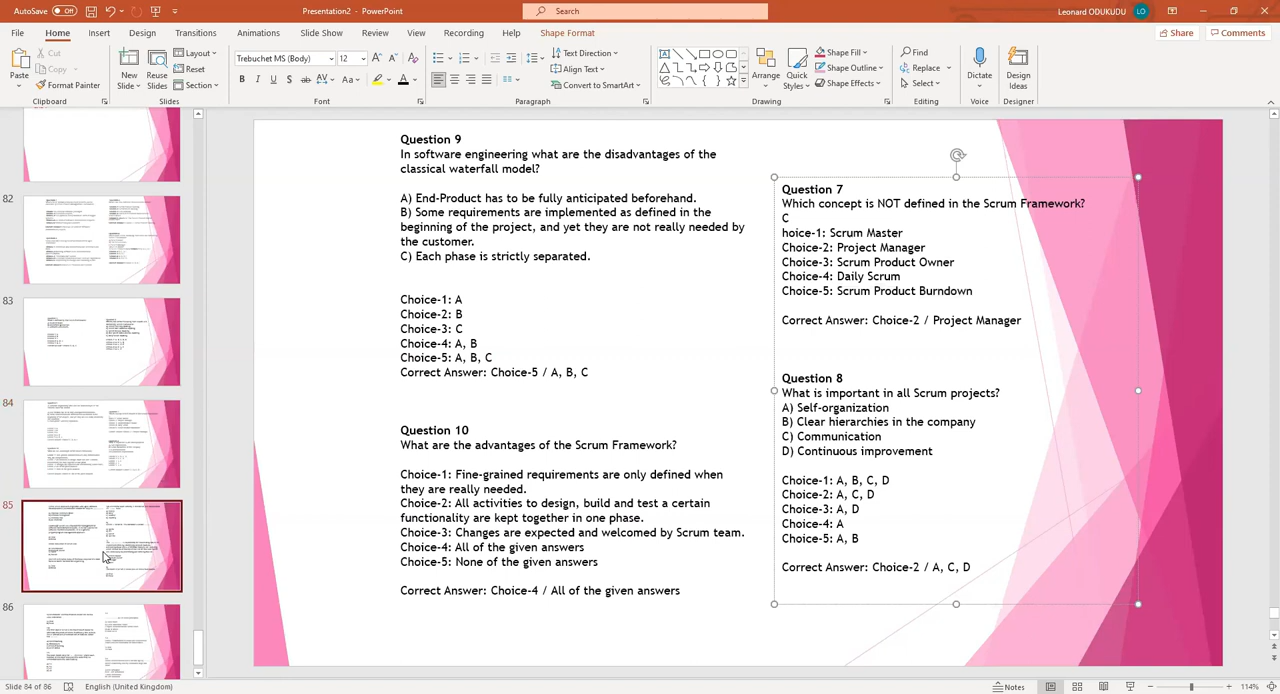 AutoSave Off
Presentation2 - PowerPoint
Search
Leonard ODUKUDU LO
File Home Insert Design Transitions Animations Slide Show Review View Recording Help Shape Format
Share Comments
Paste
Cut
Copy
Format Painter
Clipboard
New Slide
Reuse Slides
Layout
Reset
Section
Slides
Trebuchet MS (Body) 12
Font
Text Direction
Align Text
Convert to SmartArt
Paragraph
Arrange
Quick Styles
Shape Fill
Shape Outline
Shape Effects
Drawing
Find
Replace
Select
Editing
Dictate
Voice
Design Ideas
Designer
82
83
84
85
86
Question 9
In software engineering what are the disadvantages of the
classical waterfall model?
A) End-Product has to be fully anticipated beforehand.
B) Some requirements are implemented as defined in the
beginning of the project, and yet they are not really needed by
the customer.
C) Each phase is strictly separated.
Choice-1: A
Choice-2: B
Choice-3: C
Choice-4: A, B
Choice-5: A, B, C
Correct Answer: Choice-5 / A, B, C
Question 10
What are the advantages of the Scrum Framework?
Choice-1: Fine-grained requirements are only defined when
they are really needed.
Choice-2: All activities to design, build and test a certain
functionality are kept together in one phase.
Choice-3: Changes are expected and welcomed by Scrum team.
Choice-4: All of the given answers
Choice-5: None of the given answers
Correct Answer: Choice-4 / All of the given answers
Question 7
Which concept is NOT defined in the Scrum Framework?
Choice-1: Scrum Master
Choice-2: Project Manager
Choice-3: Scrum Product Owner
Choice-4: Daily Scrum
Choice-5: Scrum Product Burndown
Correct Answer: Choice-2 / Project Manager
Question 8
What is important in all Scrum projects?
A) Self-organization
B) Clear hierarchies in the company
C) Communication
D) Continuous improvement
Choice-1: A, B, C, D
Choice-2: A, C, D
Choice-3: A, D
Choice-4: A
Choice-5: A, B
Correct Answer: Choice-2 / A, C, D
Slide 84 of 86
English (United Kingdom)
Notes
114%